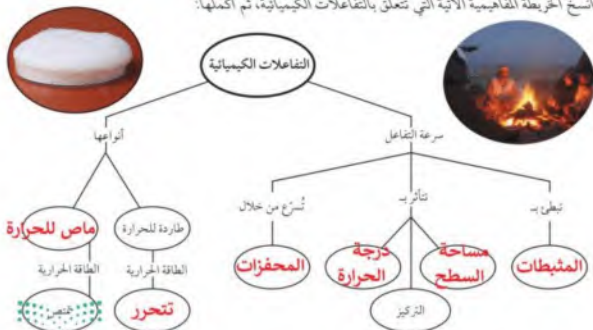 انسخ الخريطة المفاهيمية الآتية التي تتعلق بالتفاعلات الكيميائية، ثم أكملها:
التفاعلات الكيميائية
سرعة التفاعل
أنواعها
تبطئ بـ
تتأثر بـ
تُسرّع من خلال
طاردة للحرارة
ماص للحرارة
المثبطات
مساحة السطح
درجة الحرارة
المحفزات
الطاقة الحرارية
الطاقة الحرارية
التركيز
تتحرر
تمتص